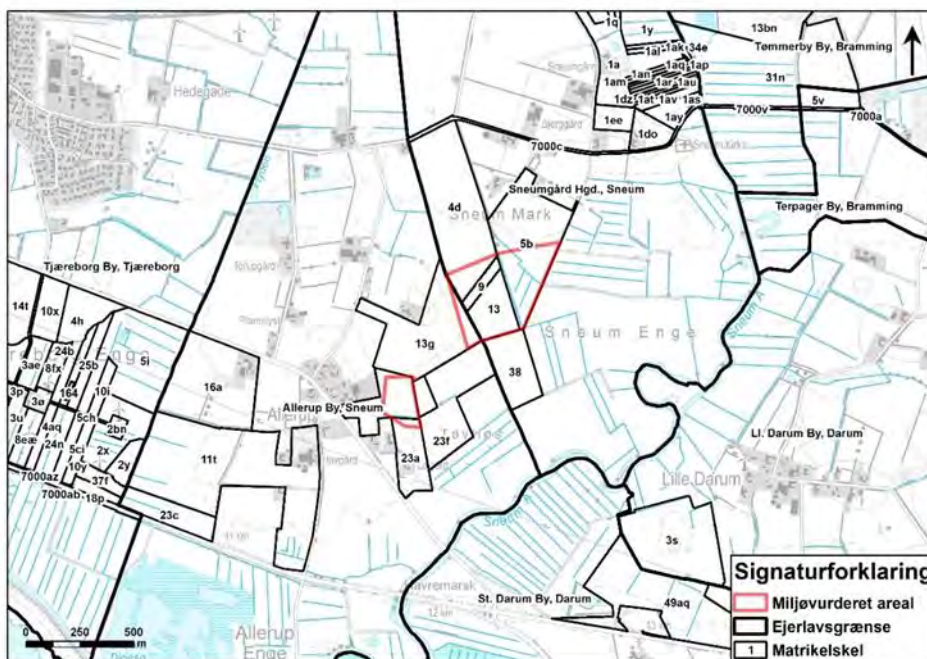 1q
1y
13bn
Tømmerby By, Bramming
1al
1ak
34e
1a
1aq
1ap
31n
1am
1an
1ar
1au
5v
1dz
1at
1av
1as
7000v
7000a
1ee
1ay
1do
7000c
Hedegade
Bjerggård
Sneumgård Hgd., Sneum
4d
Sneum Mark
Terpager By, Bramming
5b
Tjæreborg By, Tjæreborg
9
14t
10x
4h
13
Sneum Enge
Sneum Å
13g
24b
3ae
8fx
25b
5i
16a
38
3p
164
10i
3ø
7
Allerup By, Sneum
3u
4aq
5ch
2bn
Ll. Darum By, Darum
8eæ
24n
5ci
2x
11t
23a
23f
10y
2y
Lille Darum
7000az
37f
7000ab
18p
23c
3s
St. Darum By, Darum
49aq
Allerup
Enge
0
250
500
m
Signaturforklaring
Miljøvurderet areal
Ejerlavsgrænse
1
Matrikelskel